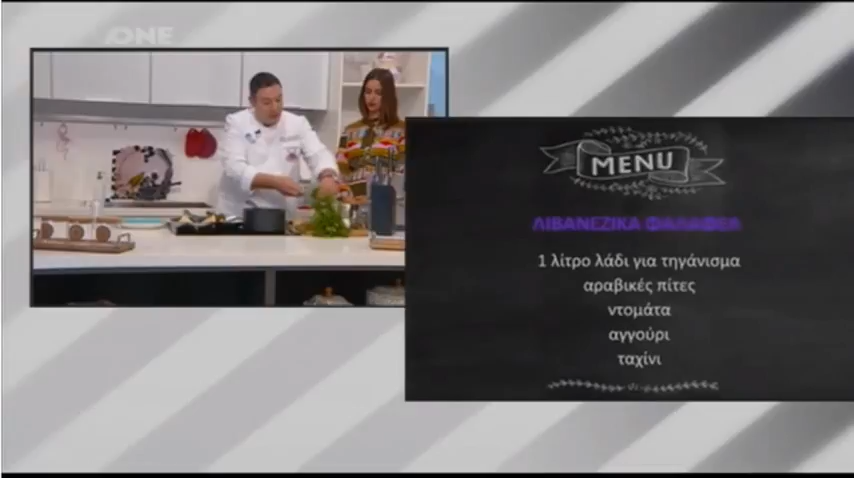 ONE
MENU
ΛΙΒΑΝΕΖΙΚΑ ΦΑΛΑΦΕΛ
1 λίτρο λάδι για τηγάνισμα
αραβικές πίτες
ντομάτα
αγγούρι
ταχίνι